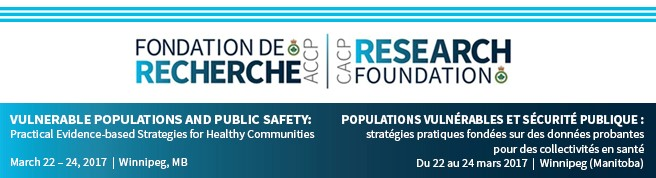 FONDATION DE
RECHERCHE
ACCP
CACP
RESEARCH
FOUNDATION
VULNERABLE POPULATIONS AND PUBLIC SAFETY:
Practical Evidence-based Strategies for Healthy Communities
March 22 – 24, 2017 | Winnipeg, MB
POPULATIONS VULNÉRABLES ET SÉCURITÉ PUBLIQUE :
stratégies pratiques fondées sur des données probantes
pour des collectivités en santé
Du 22 au 24 mars 2017 | Winnipeg (Manitoba)